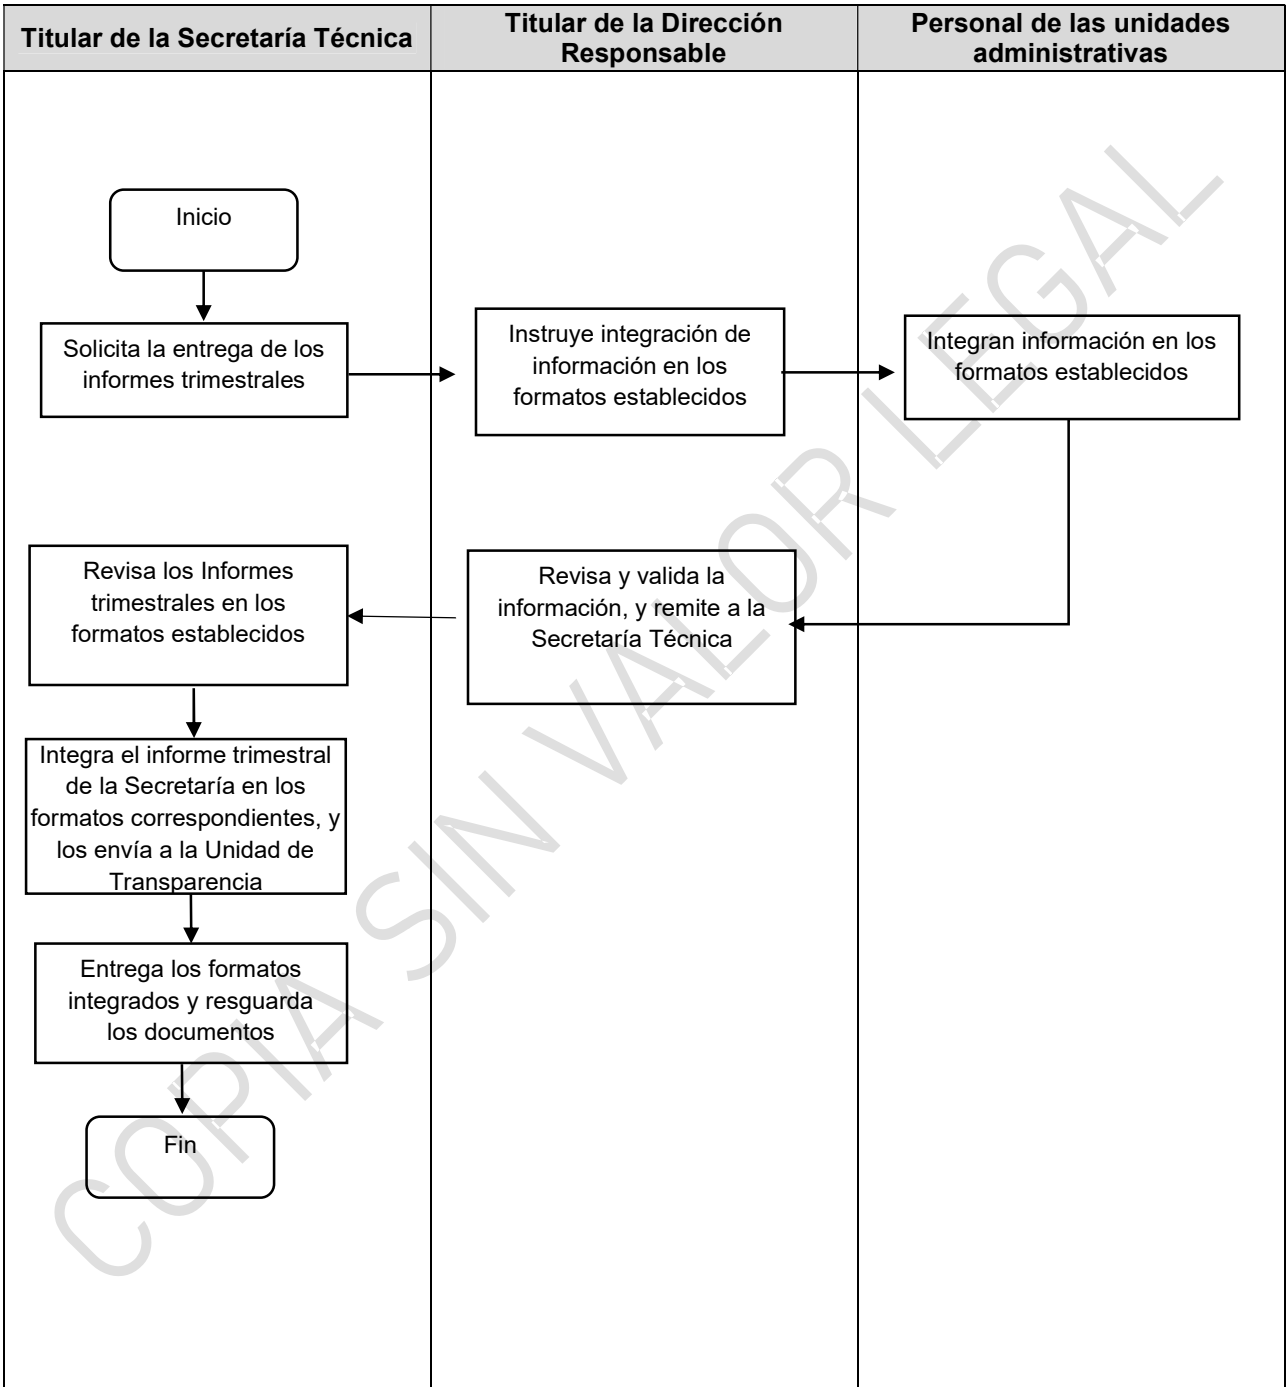 Titular de la Secretaría Técnica
Titular de la Dirección
Responsable
Personal de las unidades
administrativas
Inicio
Solicita la entrega de los
informes trimestrales
Instruye integración de
información en los
formatos establecidos
Integran información en los
formatos establecidos
Revisa y valida la
información, y remite a la
Secretaría Técnica
Revisa los Informes
trimestrales en los
formatos establecidos
Integra el informe trimestral
de la Secretaría en los
formatos correspondientes, y
los envía a la Unidad de
Transparencia
Entrega los formatos
integrados y resguarda
los documentos
Fin
COPIA SIN VALOR LEGAL